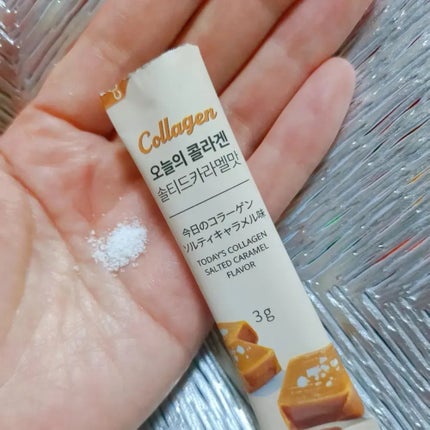 Collagen
오늘의 콜라겐
솔티드카라멜맛
今日のコラーゲン
ソルティキャラメル味
TODAY'S COLLAGEN
SALTED CARAMEL
FLAVOR
3g